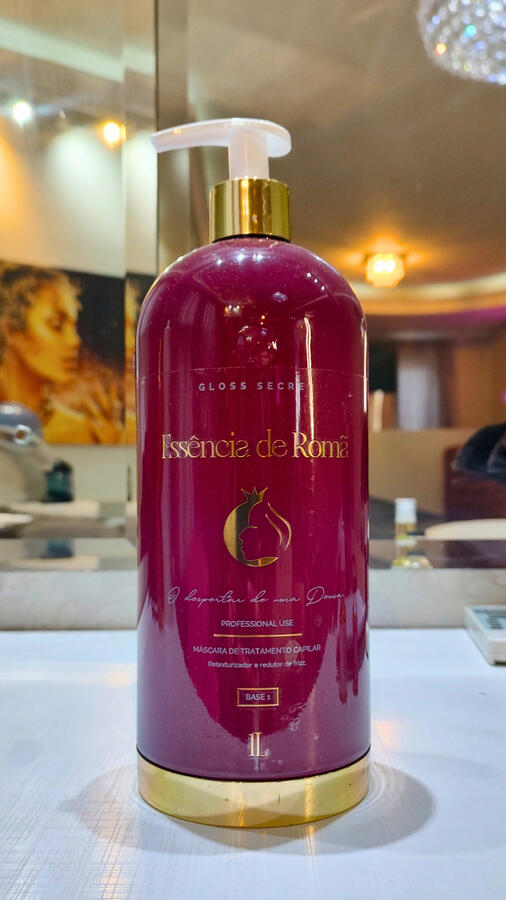 GLOSS SECRE
Essência de Romã
O despertar de uma Deusa
PROFESSIONAL USE
MÁSCARA DE TRATAMENTO CAPILAR
Retexturizador e redutor de frizz.
BASE 1
IL